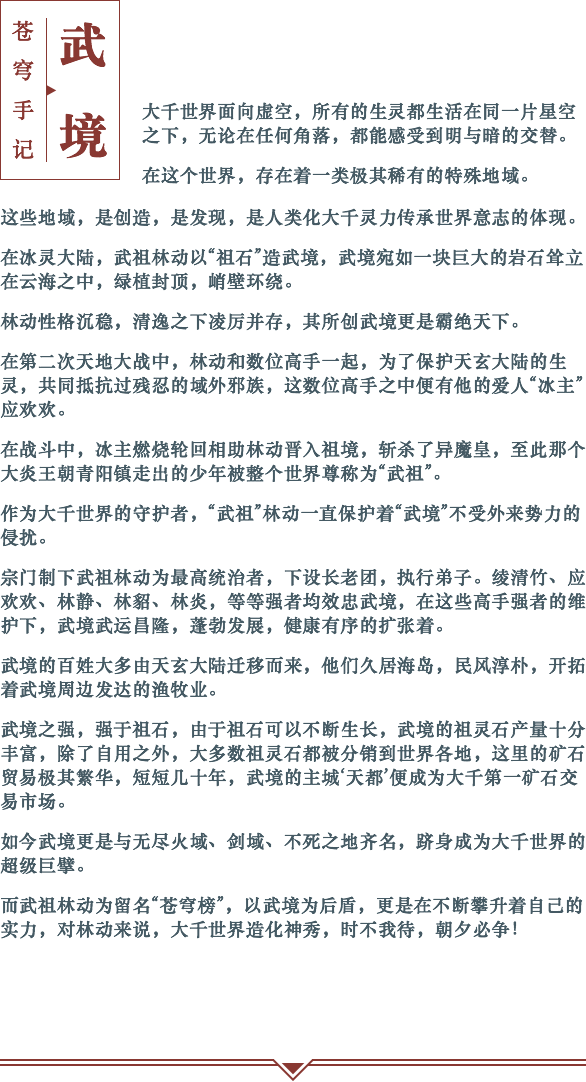 苍穹手记
武境
大千世界面向虚空，所有的生灵都生活在同一片星空
之下，无论在任何角落，都能感受到明与暗的交替。
在这个世界，存在着一类极其稀有的特殊地域。
这些地域，是创造，是发现，是人类化大千灵力传承世界意志的体现。
在冰灵大陆，武祖林动以“祖石”造武境，武境宛如一块巨大的岩石耸立
在云海之中，绿植封顶，峭壁环绕。
林动性格沉稳，清逸之下凌厉并存，其所创武境更是霸绝天下。
在第二次天地大战中，林动和数位高手一起，为了保护天玄大陆的生
灵，共同抵抗过残忍的域外邪族，这数位高手之中便有他的爱人“冰主”
应欢欢。
在战斗中，冰主燃烧轮回相助林动晋入祖境，斩杀了异魔皇，至此那个
大炎王朝青阳镇走出的少年被整个世界尊称为“武祖”。
作为大千世界的守护者，“武祖”林动一直保护着“武境”不受外来势力的
侵扰。
宗门制下武祖林动为最高统治者，下设长老团，执行弟子。绫清竹、应
欢欢、林静、林貂、林炎，等等强者均效忠武境，在这些高手强者的维
护下，武境武运昌隆，蓬勃发展，健康有序的扩张着。
武境的百姓大多由天玄大陆迁移而来，他们久居海岛，民风淳朴，开拓
着武境周边发达的渔牧业。
武境之强，强于祖石，由于祖石可以不断生长，武境的祖灵石产量十分
丰富，除了自用之外，大多数祖灵石都被分销到世界各地，这里的矿石
贸易极其繁华，短短几十年，武境的主城‘天都’便成为大千第一矿石交
易市场。
如今武境更是与无尽火域、剑域、不死之地齐名，跻身成为大千世界的
超级巨擘。
而武祖林动为留名“苍穹榜”，以武境为后盾，更是在不断攀升着自己的
实力，对林动来说，大千世界造化神秀，时不我待，朝夕必争！